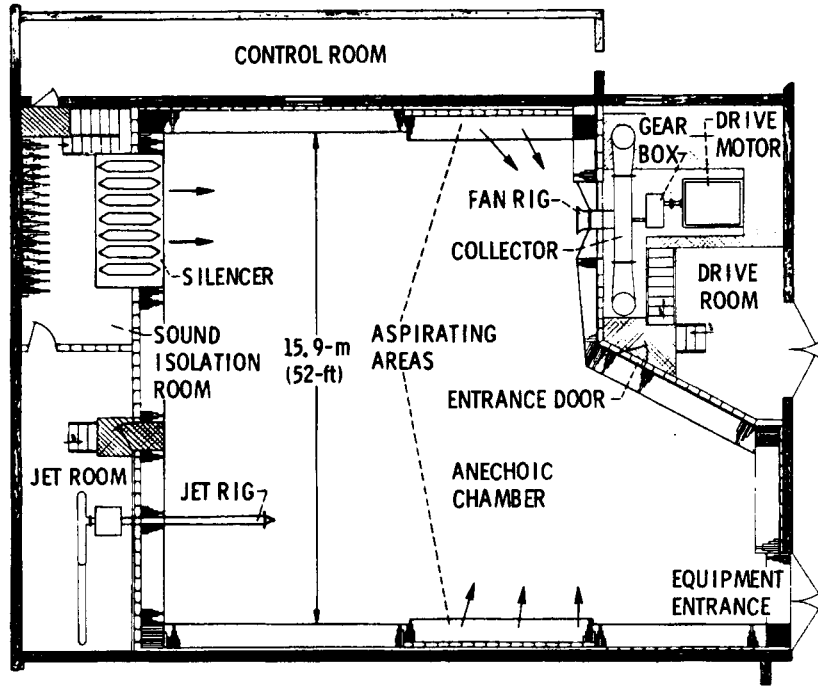 CONTROL ROOM
GEAR
BOX
DRIVE
MOTOR
FAN RIG
COLLECTOR
SILENCER
DRIVE
ROOM
SOUND
ISOLATION
ROOM
15.9-m
(52-ft)
ASPIRATING
AREAS
ENTRANCE DOOR
JET ROOM
JET RIG
ANECHOIC
CHAMBER
EQUIPMENT
ENTRANCE